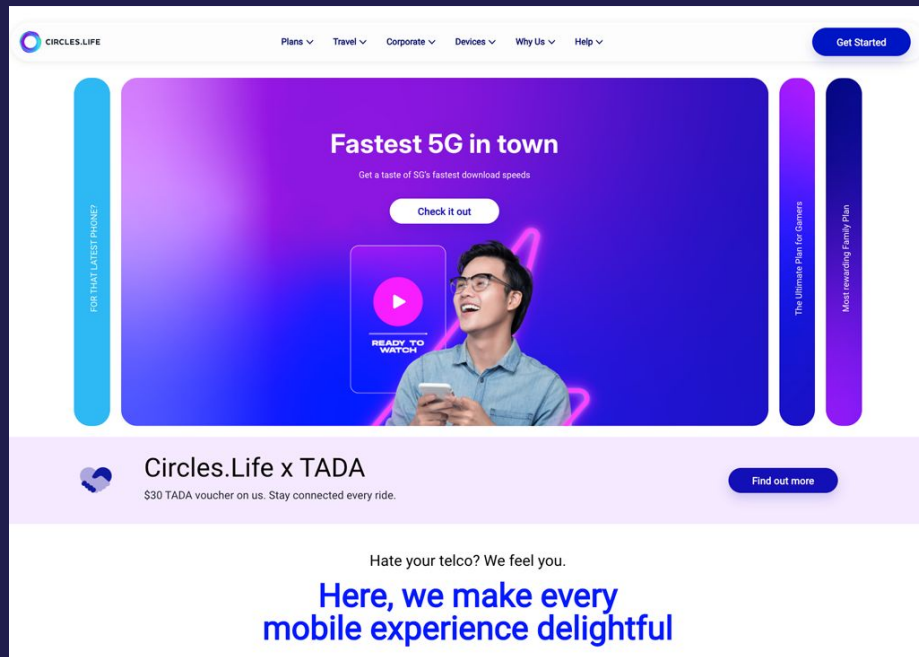 CIRCLES.LIFE
Plans
Travel
Corporate
Devices
Why Us
Help
Get Started
FOR THAT LATEST PHONE?
Fastest 5G in town
Get a taste of SG's fastest download speeds
Check it out
READY TO
WATCH
The Ultimate Plan for Gamers
Most rewarding Family Plan
Circles.Life x TADA
$30 TADA voucher on us. Stay connected every ride.
Find out more
Hate your telco? We feel you.
Here, we make every
mobile experience delightful